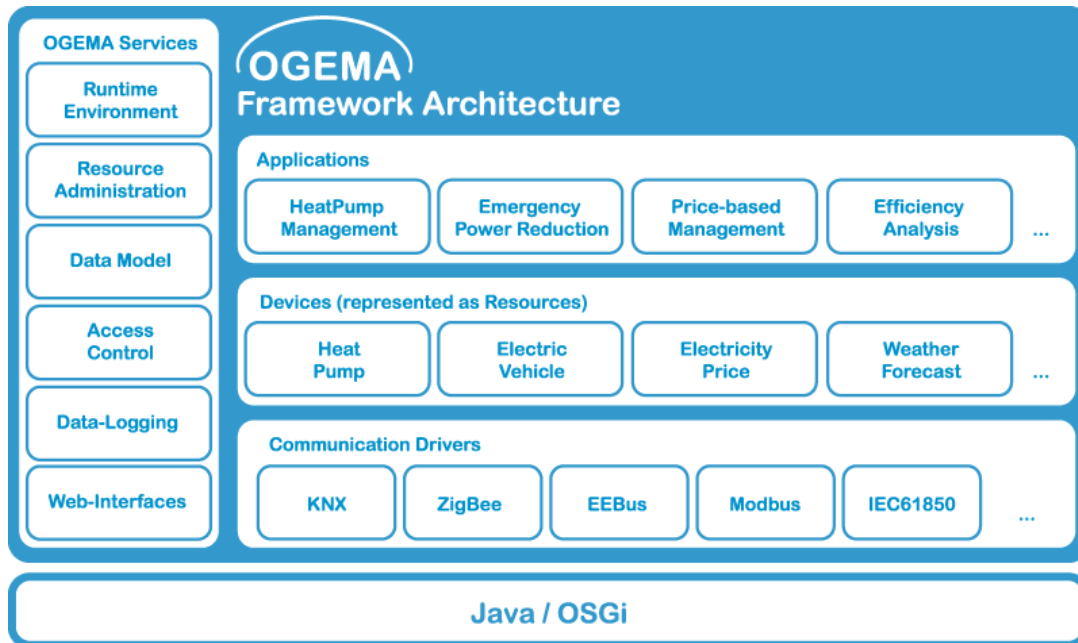 OGEMA Services
Runtime
Environment
Resource
Administration
Data Model
Access
Control
Data-Logging
Web-Interfaces
OGEMA
Framework Architecture
Applications
HeatPump
Management
Emergency
Power Reduction
Price-based
Management
Efficiency
Analysis
...
Devices (represented as Resources)
Heat
Pump
Electric
Vehicle
Electricity
Price
Weather
Forecast
...
Communication Drivers
KNX
ZigBee
EEBus
Modbus
IEC61850
...
Java / OSGi